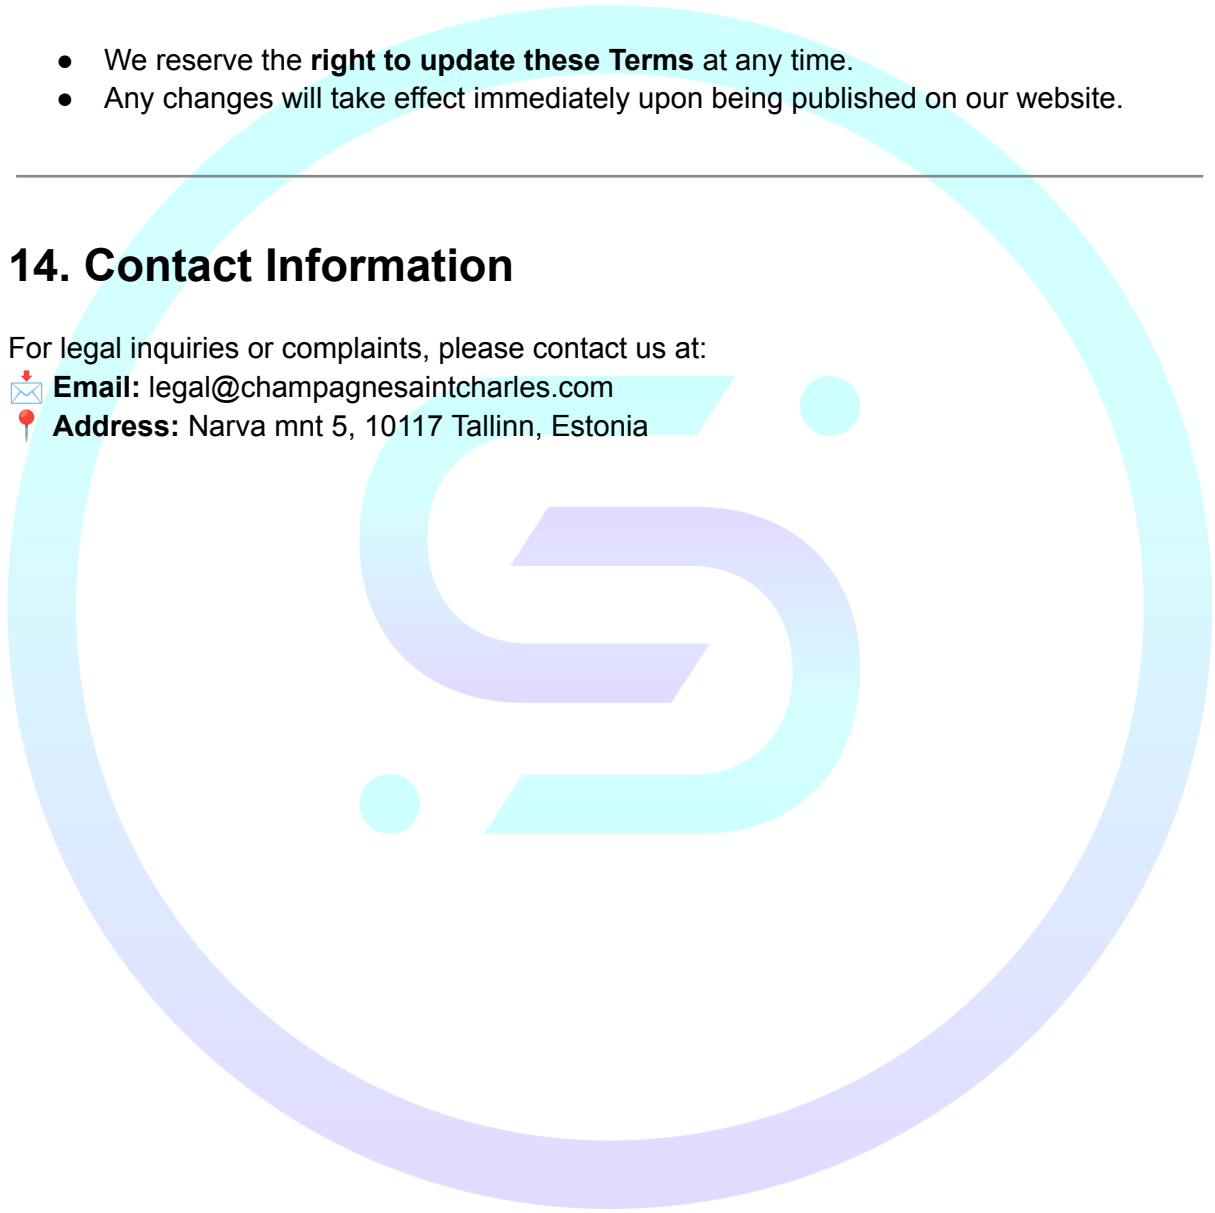 ● We reserve the right to update these Terms at any time.
● Any changes will take effect immediately upon being published on our website.
14. Contact Information
For legal inquiries or complaints, please contact us at:
📩 Email: legal@champagnesaintcharles.com
📍 Address: Narva mnt 5, 10117 Tallinn, Estonia